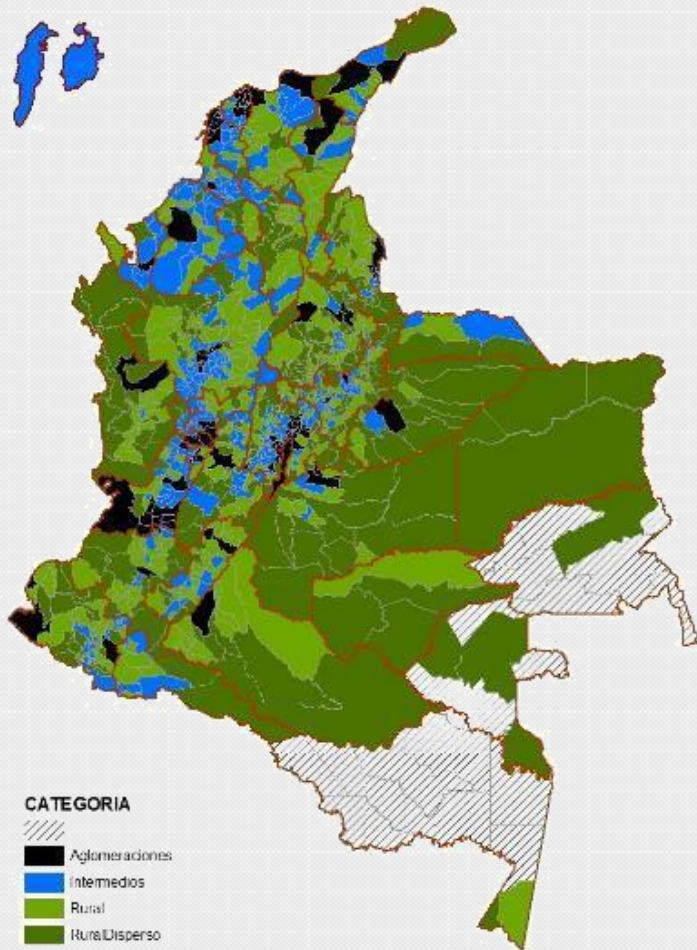 CATEGORIA
Aglomeraciones
Intermedios
Rural
RuralDisperso